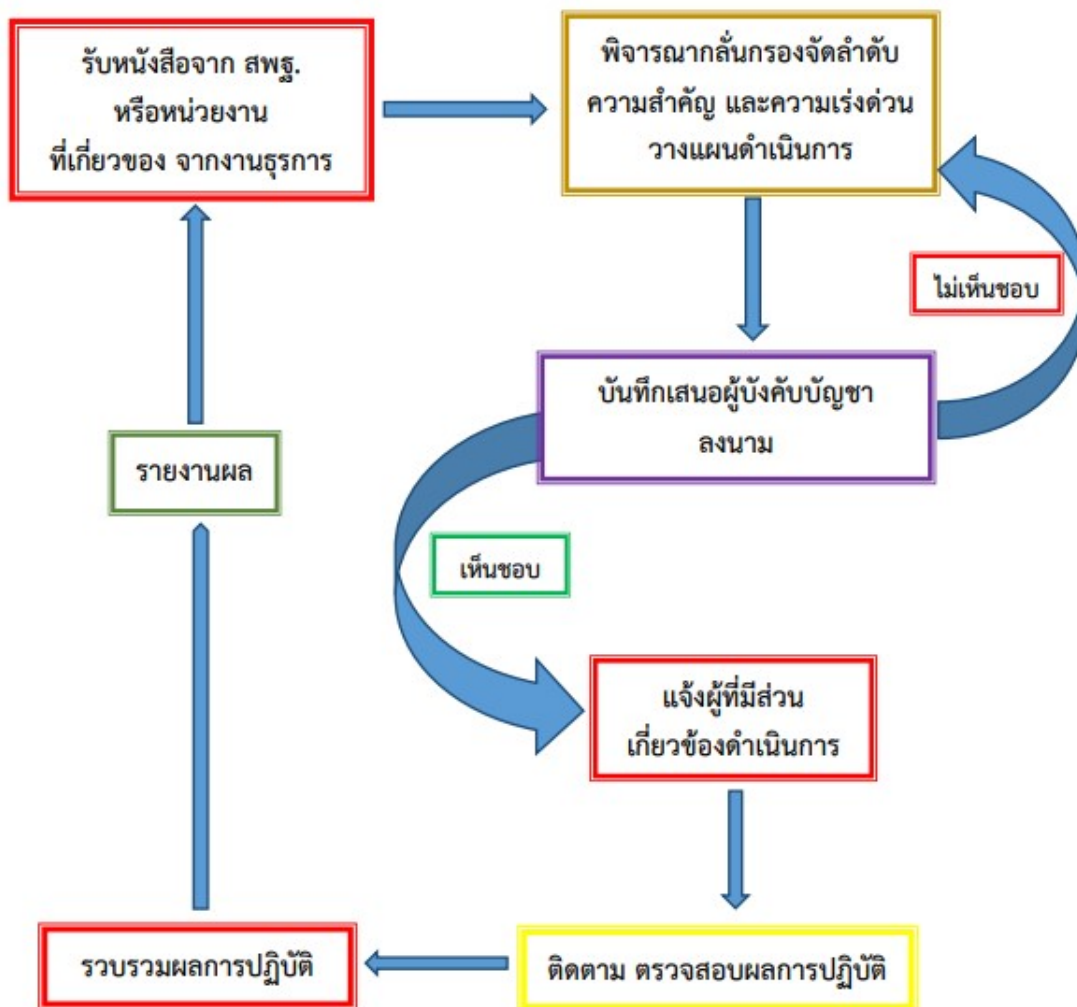 รับหนังสือจาก สพฐ.
หรือหน่วยงาน
ที่เกี่ยวของ จากงานธุรการ
พิจารณากลั่นกรองจัดลำดับ
ความสำคัญ และความเร่งด่วน
วางแผนดำเนินการ
ไม่เห็นชอบ
บันทึกเสนอผู้บังคับบัญชา
ลงนาม
รายงานผล
เห็นชอบ
แจ้งผู้ที่มีส่วน
เกี่ยวข้องดำเนินการ
รวบรวมผลการปฏิบัติ
ติดตาม ตรวจสอบผลการปฏิบัติ